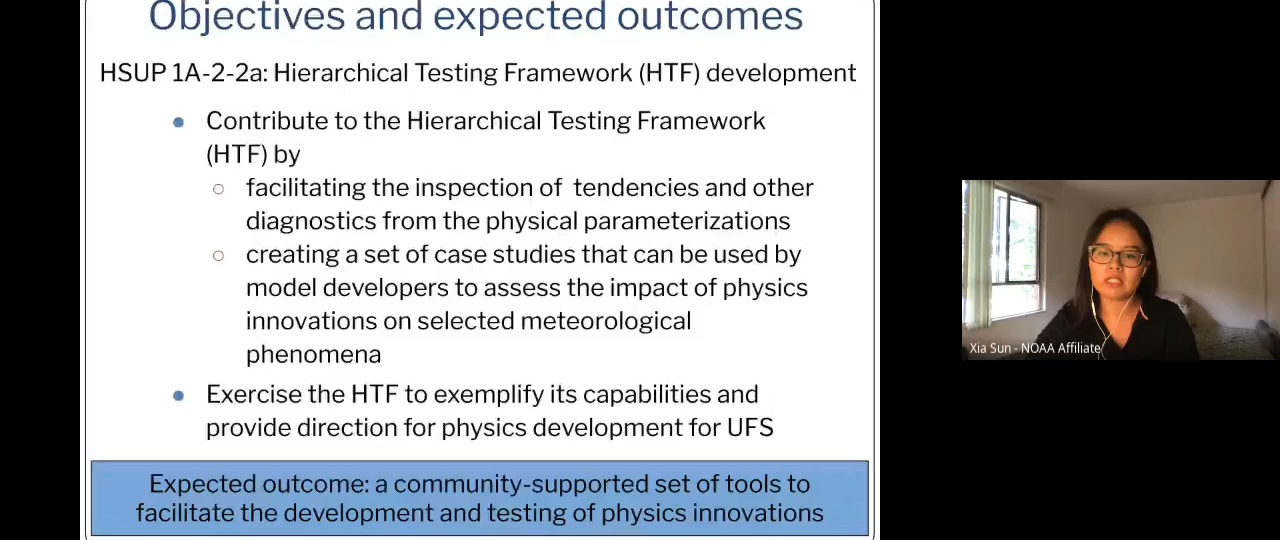 Objectives and expected outcomes
HSUP 1A-2-2a: Hierarchical Testing Framework (HTF) development
Contribute to the Hierarchical Testing Framework
(HTF) by
facilitating the inspection of tendencies and other
diagnostics from the physical parameterizations
creating a set of case studies that can be used by
model developers to assess the impact of physics
innovations on selected meteorological
phenomena
Exercise the HTF to exemplify its capabilities and
provide direction for physics development for UFS
Expected outcome: a community-supported set of tools to
facilitate the development and testing of physics innovations
Xia Sun - NOAA Affiliate